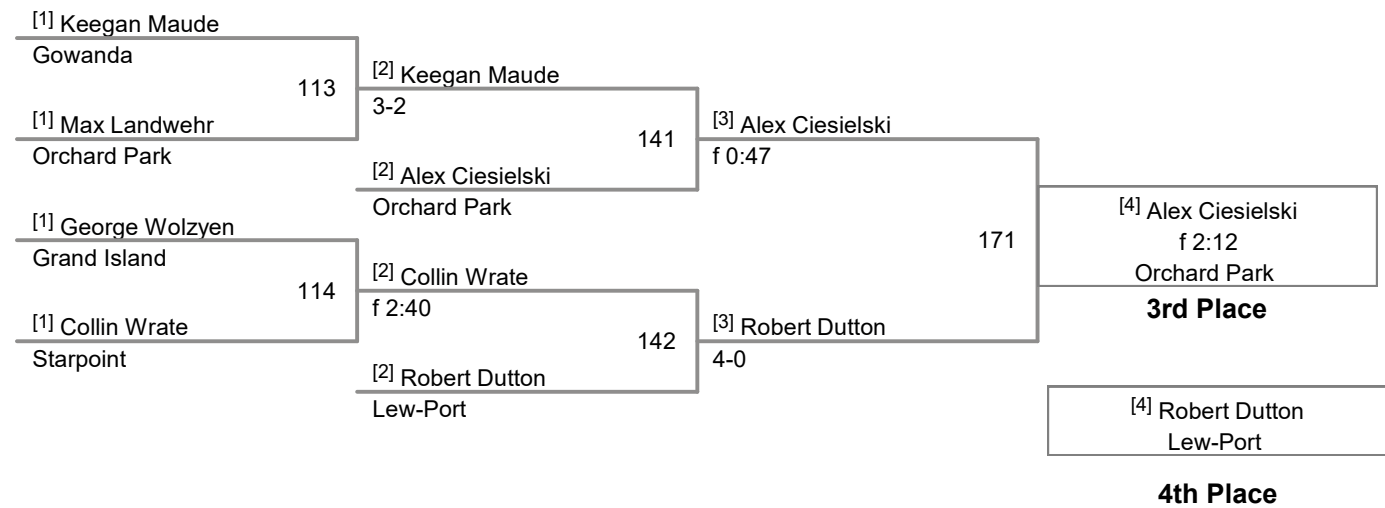 [1] Keegan Maude
Gowanda
113
[1] Max Landwehr
Orchard Park
[2] Keegan Maude
3-2
141
[2] Alex Ciesielski
Orchard Park
[3] Alex Ciesielski
f 0:47
[1] George Wolzyen
Grand Island
114
[1] Collin Wrate
Starpoint
[2] Collin Wrate
f 2:40
142
[2] Robert Dutton
Lew-Port
[3] Robert Dutton
4-0
171
[4] Alex Ciesielski
f 2:12
Orchard Park
3rd Place
[4] Robert Dutton
Lew-Port
4th Place